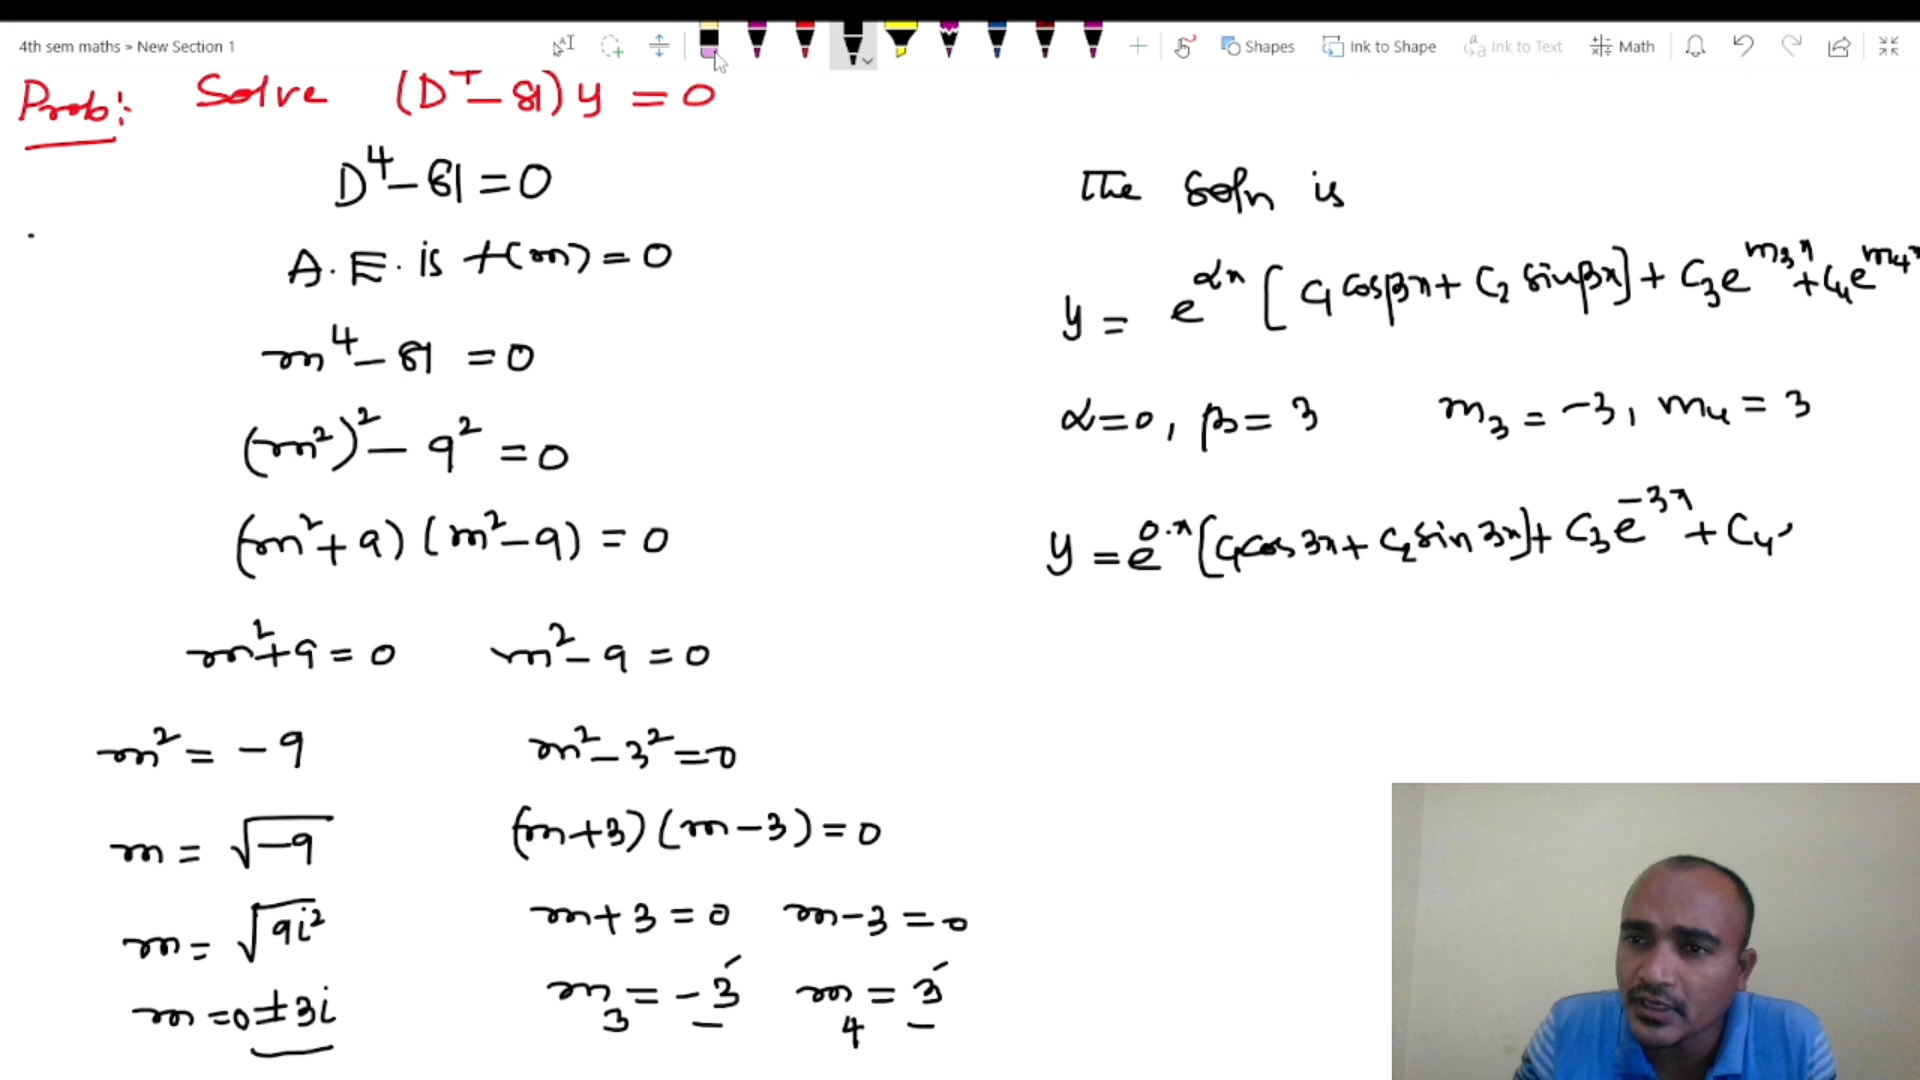 4th sem maths » New Section 1
Shapes Ink to Shape Ink to Text Math
Prob: Solve (D⁴ - 81) y = 0
D⁴ - 81 = 0
A.E. is f(m) = 0
m⁴ - 81 = 0
(m²)² - 9² = 0
(m² + 9) (m² - 9) = 0
m² + 9 = 0 m² - 9 = 0
m² = -9 m² - 3² = 0
m = √-9 (m + 3) (m - 3) = 0
m = √9i² m + 3 = 0 m - 3 = 0
m = 0 ± 3i m₃ = -3 m₄ = 3
The Soln is
y = e^αx [C₁ cosβx + C₂ sinβx] + C₃e^m₃x + C₄e^m₄x
α = 0, β = 3 m₃ = -3, m₄ = 3
y = e^0.x [C₁cos3x + C₂sin3x] + C₃e^-3x + C₄